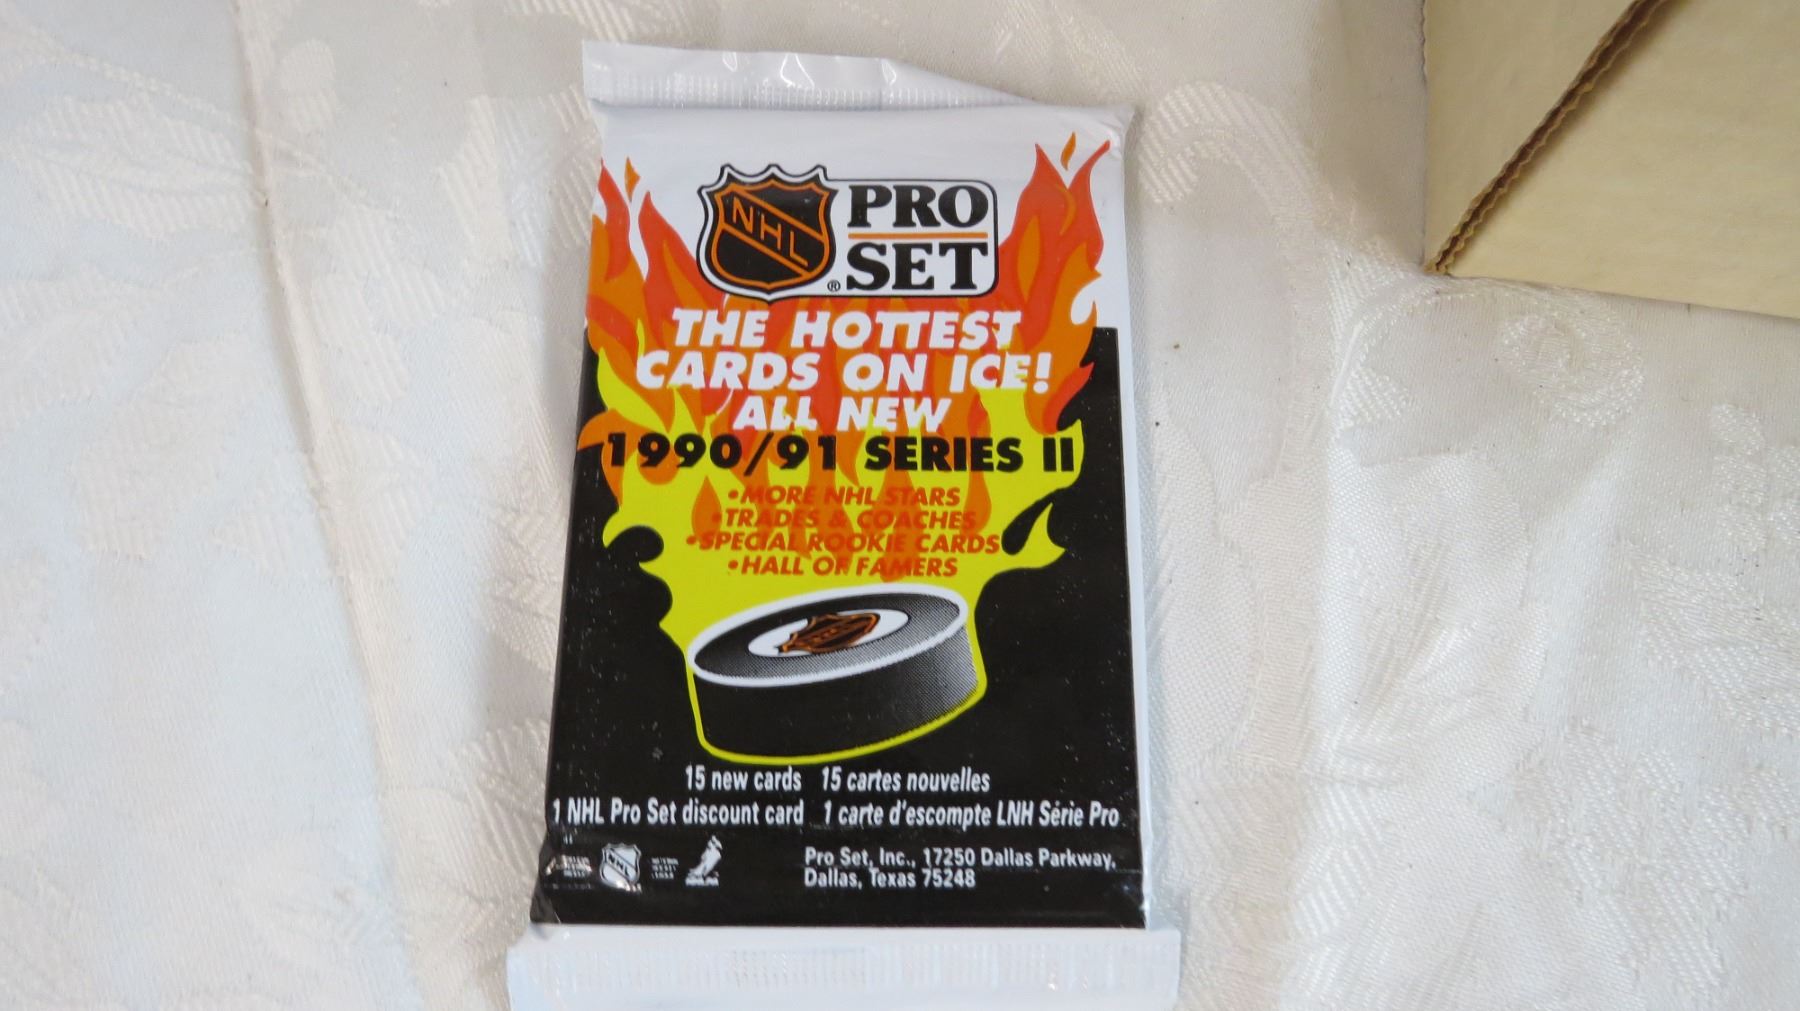 NHL
PRO
SET
®
THE HOTTEST
CARDS ON ICE!
ALL NEW
1990/91 SERIES II
•MORE NHL STARS
•TRADES & COACHES
•SPECIAL ROOKIE CARDS
•HALL OF FAMERS
15 new cards 15 cartes nouvelles
1 NHL Pro Set discount card 1 carte d'escompte LNH Série Pro
NHL
Pro Set, Inc., 17250 Dallas Parkway,
Dallas, Texas 75248